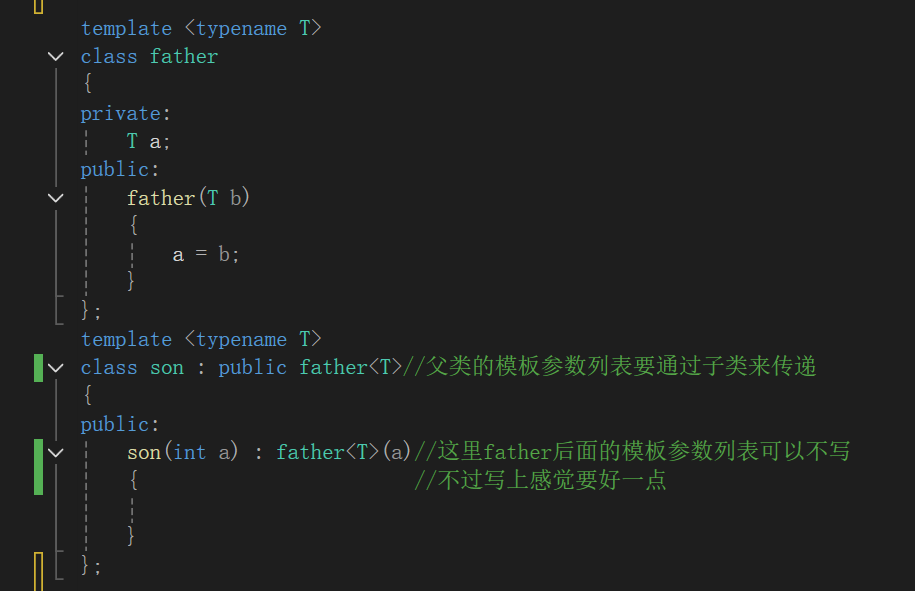 template <typename T>
class father
{
private:
T a;
public:
father(T b)
{
a = b;
}
};
template <typename T>
class son : public father<T>//父类的模板参数列表要通过子类来传递
{
public:
son(int a) : father<T>(a)//这里father后面的模板参数列表可以不写
{ //不过写上感觉要好一点
}
};